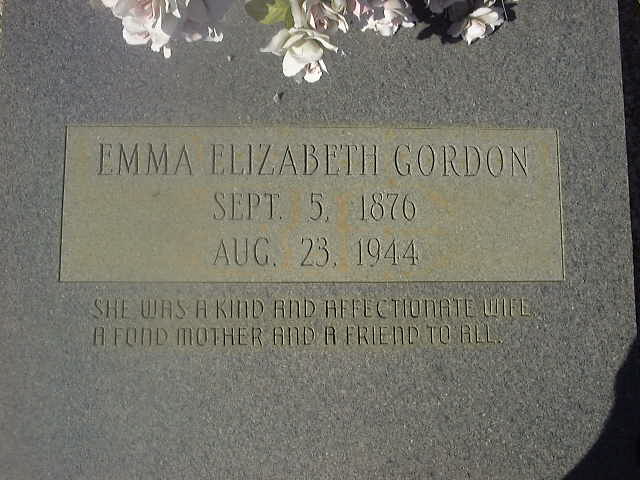 EMMA ELIZABETH GORDON
SEPT. 5, 1876
AUG. 23, 1944
SHE WAS A KIND AND AFFECTIONATE WIFE
A FOND MOTHER AND A FRIEND TO ALL.